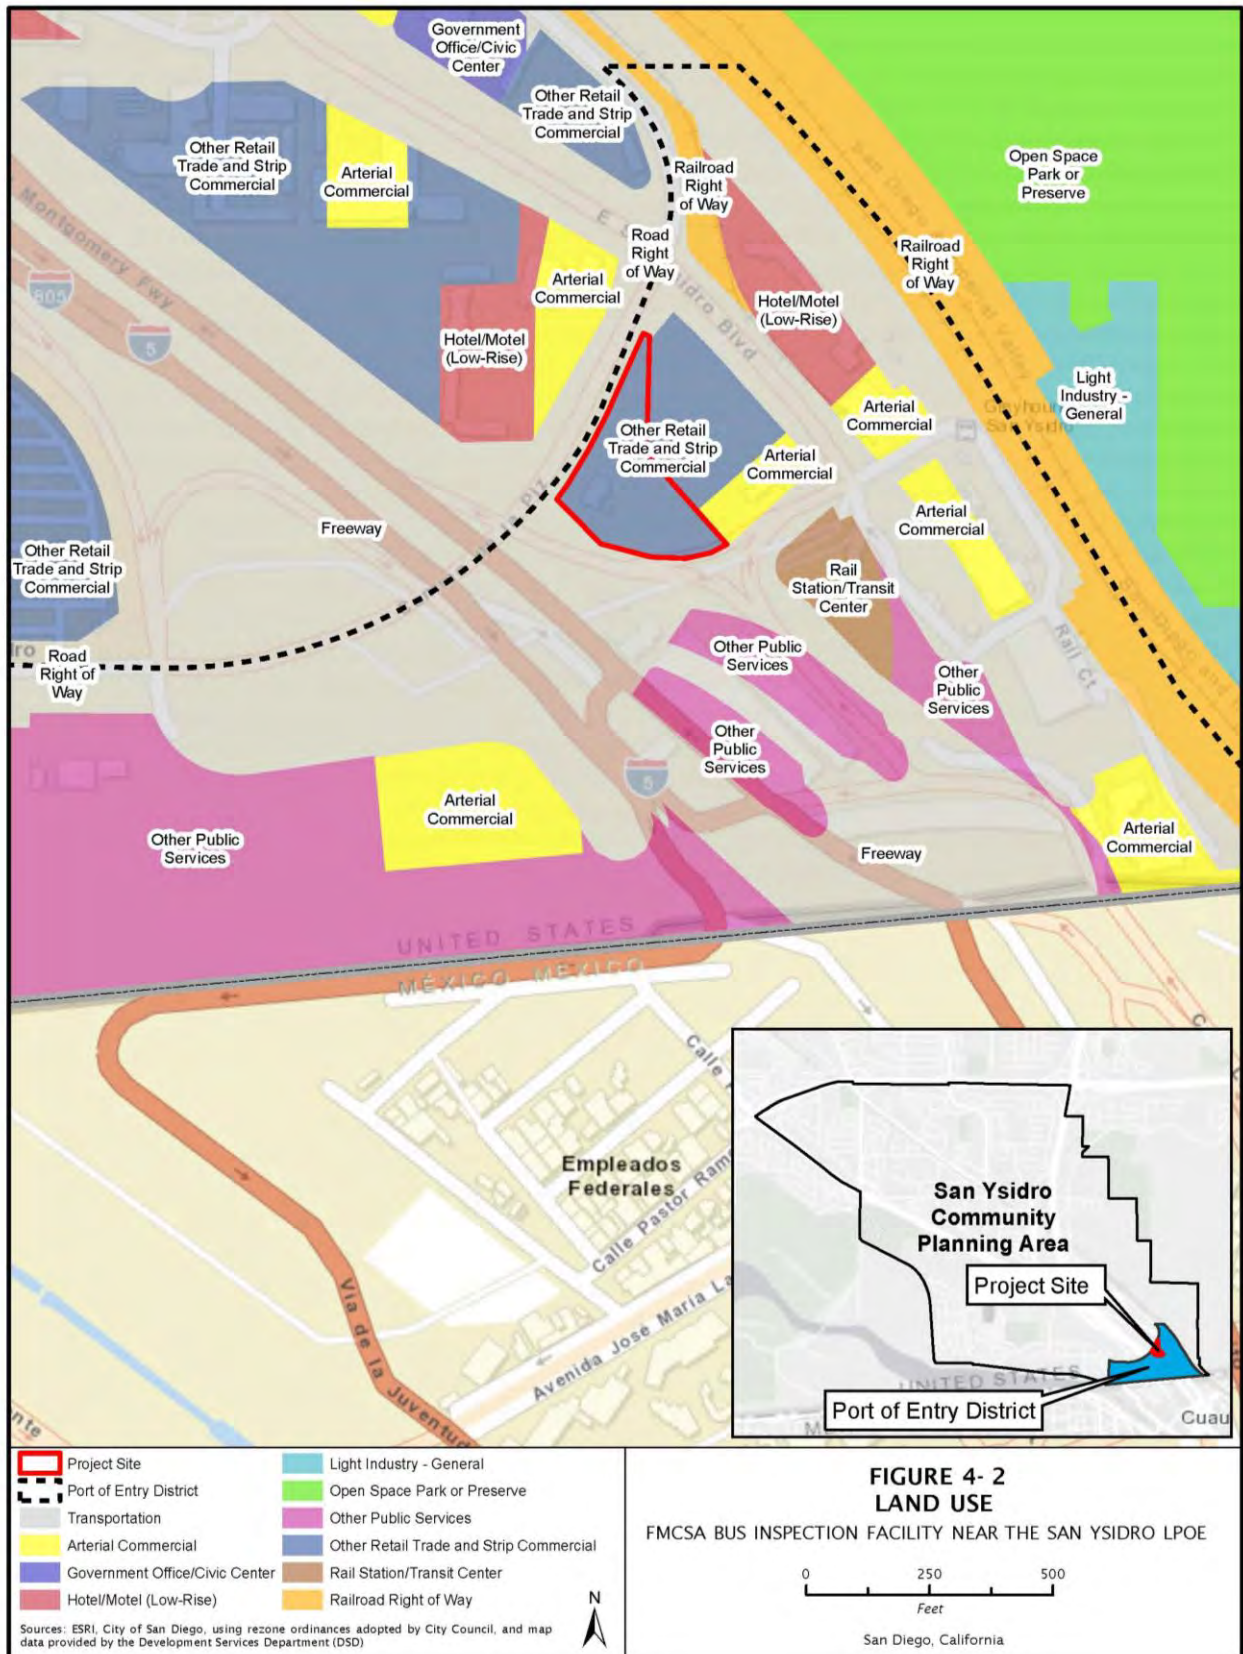 Government
Office/Civic
Center
Other Retail
Trade and Strip
Commercial
Other Retail
Trade and Strip
Commercial
Arterial
Commercial
Railroad
Right
of Way
Open Space
Park or
Preserve
Montgomery Fwy
805
5
Road
Right
of Way
Arterial
Commercial
Railroad
Right
of Way
Hotel/Motel
(Low-Rise)
Hotel/Motel
(Low-Rise)
Light
Industry -
General
Arterial
Commercial
Other Retail
Trade and Strip
Commercial
Arterial
Commercial
Arterial
Commercial
Freeway
Other Retail
Trade and Strip
Commercial
Rail
Station/Transit
Center
Rail Ct
Road
Right of
Way
Other Public
Services
Other
Public
Services
Other
Public
Services
5
Arterial
Commercial
Other Public
Services
Arterial
Commercial
Freeway
UNITED STATES
MÉXICO MÉXICO
Empleados
Federales
Calle Pastor
Avenida José María
Vía de la Juventud
San Ysidro
Community
Planning Area
Project Site
UNITED STATES
Port of Entry District
Project Site
Port of Entry District
Transportation
Arterial Commercial
Government Office/Civic Center
Hotel/Motel (Low-Rise)
Light Industry - General
Open Space Park or Preserve
Other Public Services
Other Retail Trade and Strip Commercial
Rail Station/Transit Center
Railroad Right of Way
N
Sources: ESRI, City of San Diego, using rezone ordinances adopted by City Council, and map
data provided by the Development Services Department (DSD)
FIGURE 4- 2
LAND USE
FMCSA BUS INSPECTION FACILITY NEAR THE SAN YSIDRO LPOE
0 250 500
Feet
San Diego, California